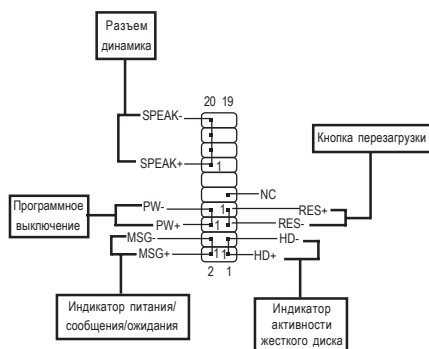 Разъем
динамика
20 19
SPEAK-
Кнопка перезагрузки
SPEAK+
1
NC
Программное
выключение
PW-
1
RES+
PW+
1
RES-
MSG-
HD-
MSG+
1
1
HD+
2 1
Индикатор питания/
сообщения/ожидания
Индикатор
активности
жесткого диска